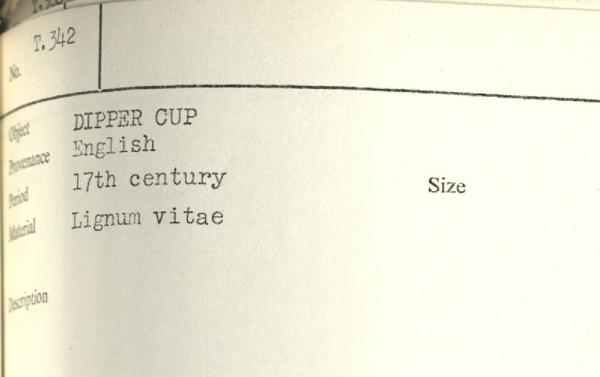 No. T.342
Object DIPPER CUP
Provenance English
Period 17th century Size
Material Lignum vitae
Description